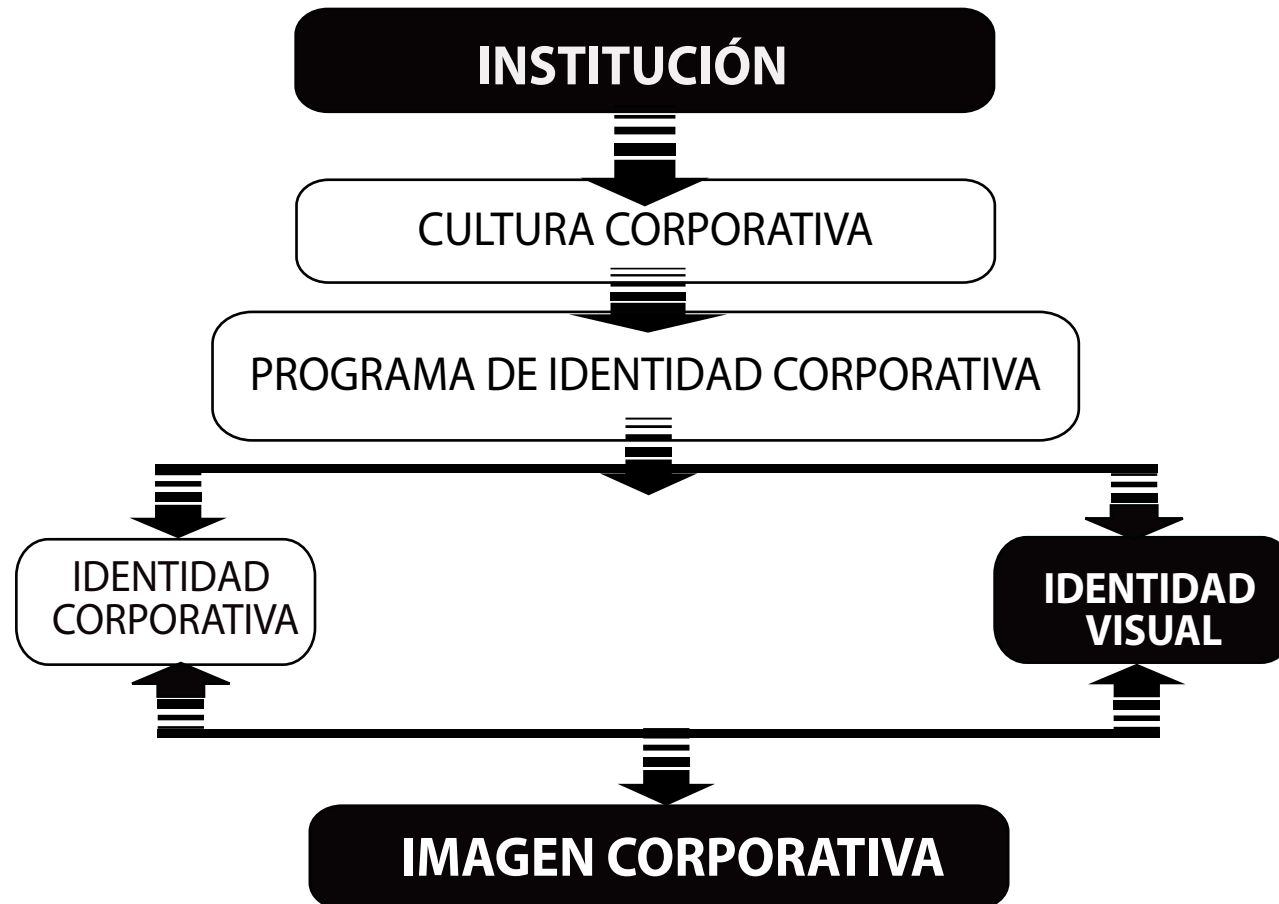 INSTITUCIÓN
CULTURA CORPORATIVA
PROGRAMA DE IDENTIDAD CORPORATIVA
IDENTIDAD
CORPORATIVA
IDENTIDAD
VISUAL
IMAGEN CORPORATIVA